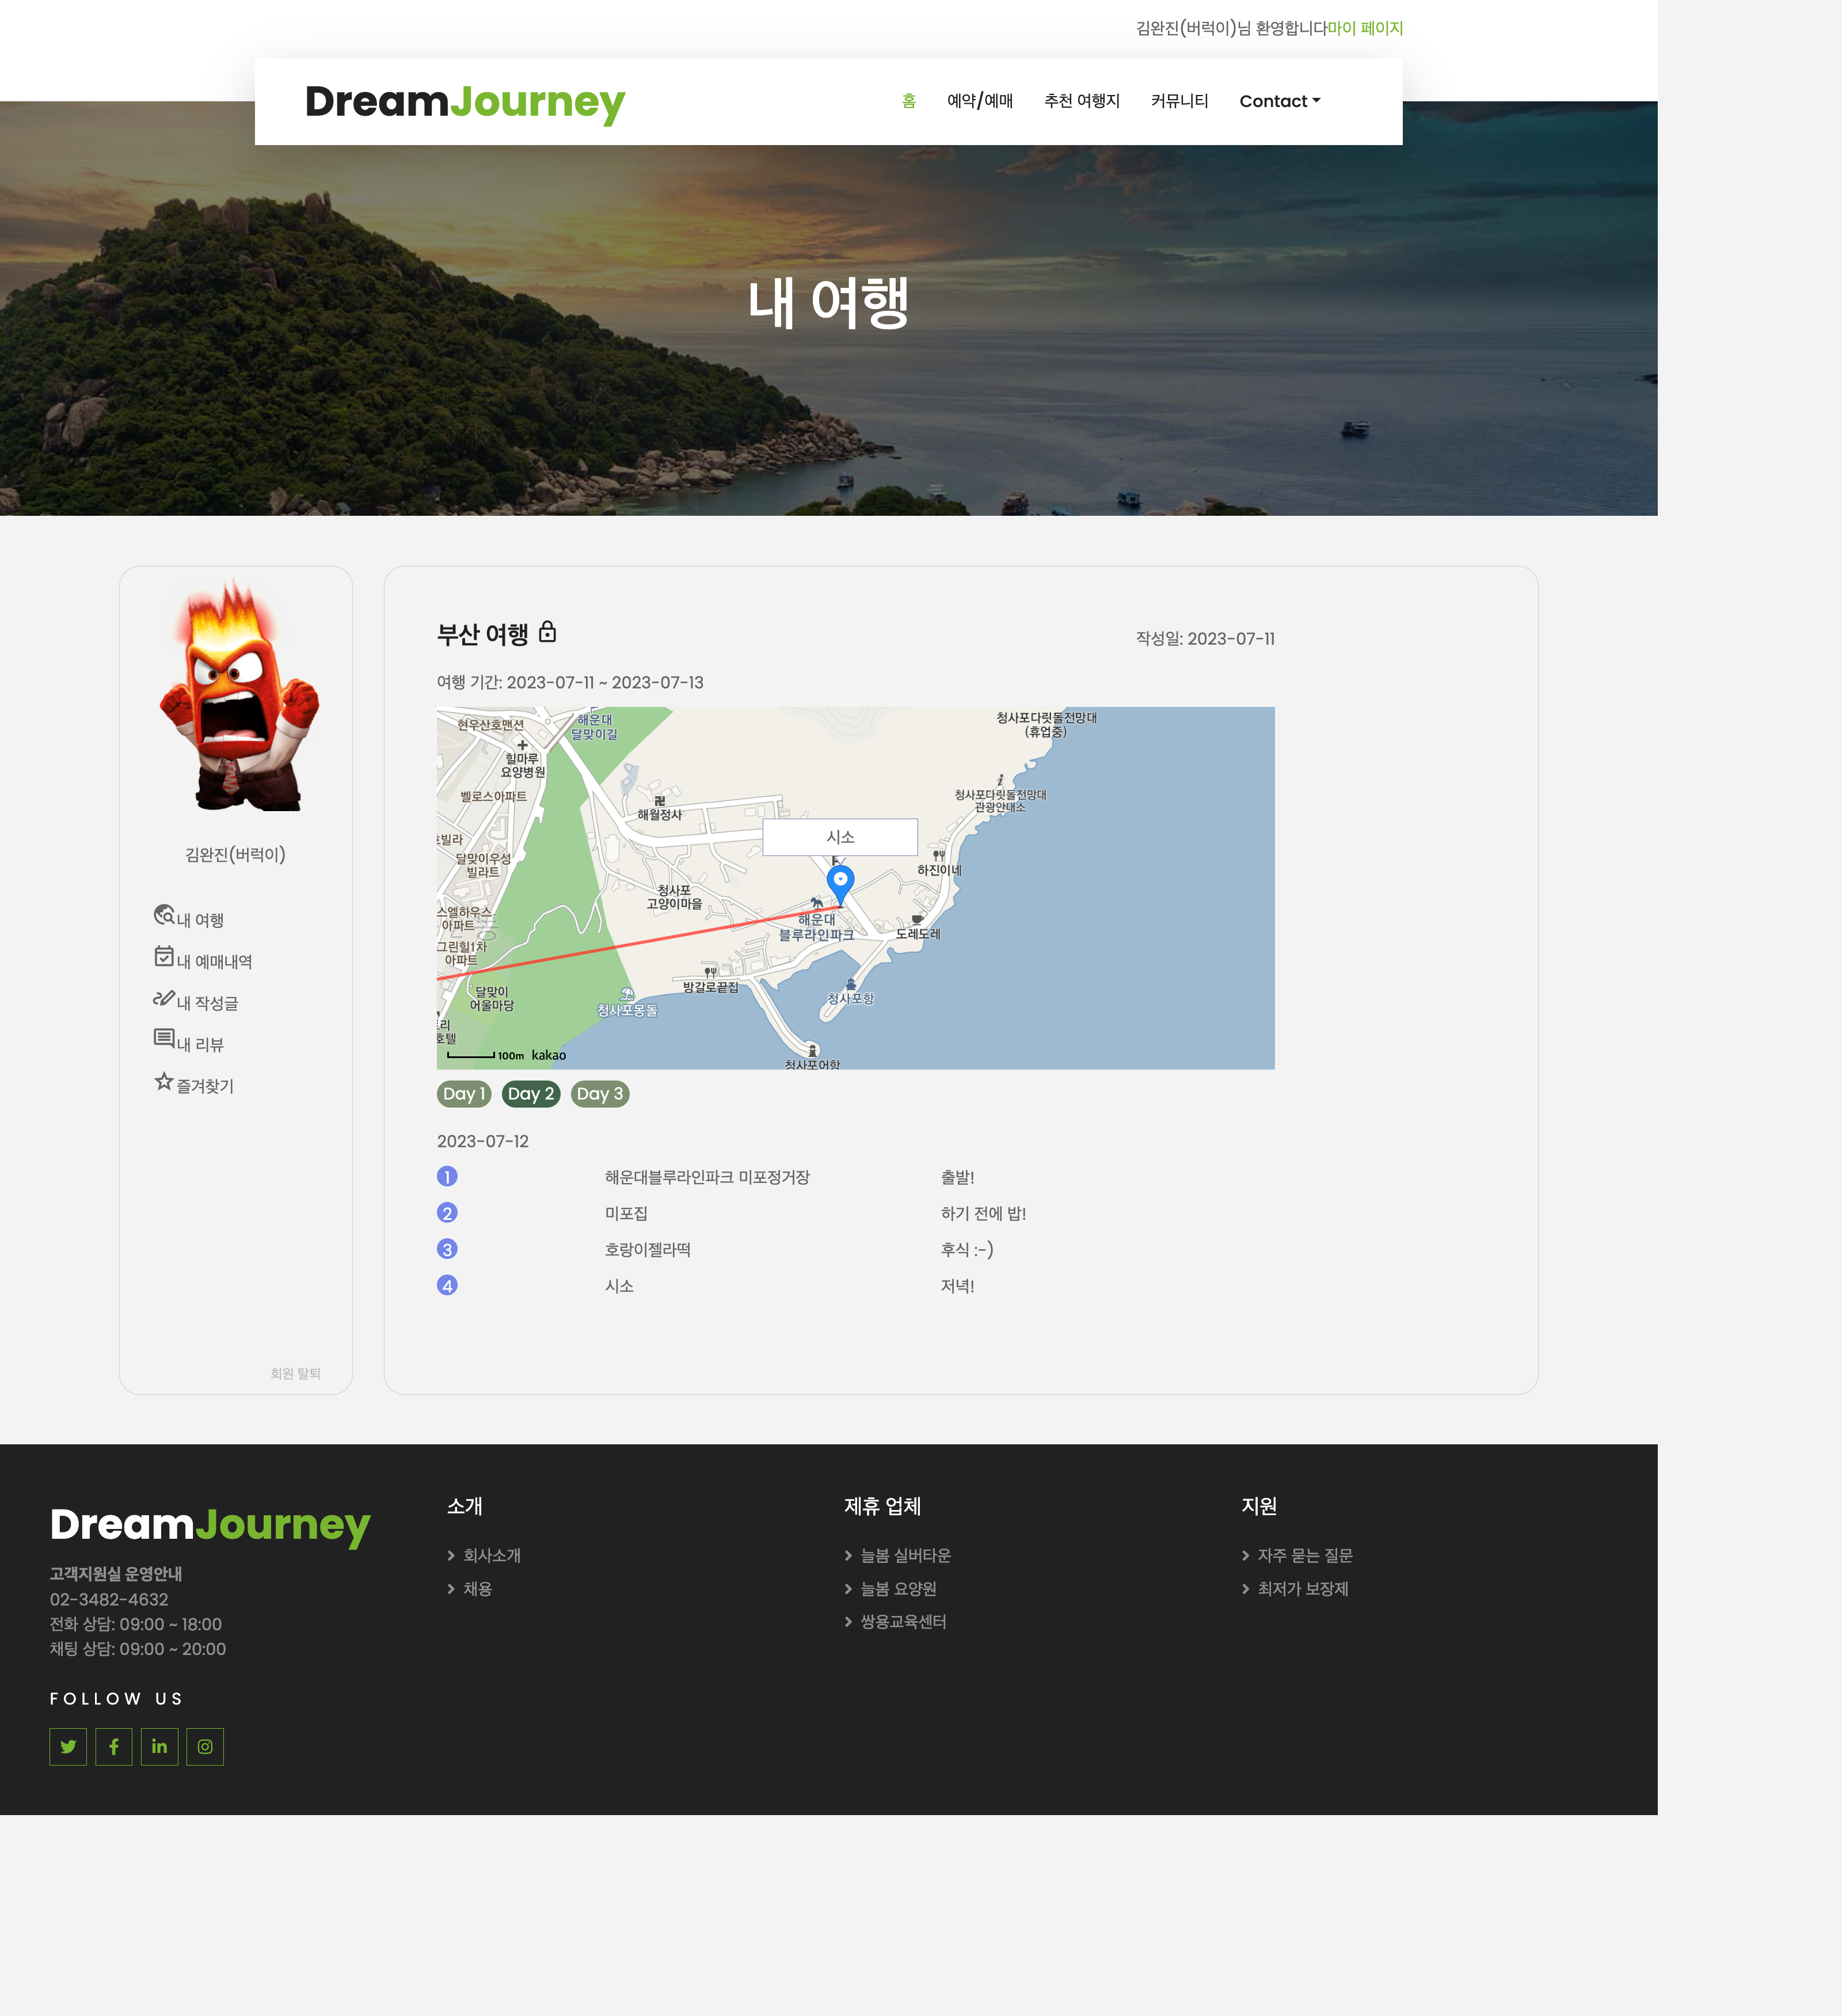 김완진(버럭이)님 환영합니다마이 페이지
DreamJourney
홈 예약/예매 추천 여행지 커뮤니티 Contact
내 여행
김완진(버럭이)
내 여행
내 예매내역
내 작성글
내 리뷰
즐겨찾기
회원 탈퇴
부산 여행
작성일: 2023-07-11
여행 기간: 2023-07-11 ~ 2023-07-13
현우산호맨션
해운대
달맞이길
청사포다릿돌전망대
(휴업중)
힐마루
요양병원
벨로스아파트
해월정사
청사포다릿돌전망대
관광안내소
시소
빌라
달맞이우성
빌라트
하진이네
청사포
고양이마을
스엘하우스
아파트
해운대
블루라인파크
도레도레
그린힐1차
아파트
방갈로끝집
달맞이
어울마당
청사포몽돌
청사포항
트리
호텔
100m kakao
청사포어항
Day 1 Day 2 Day 3
2023-07-12
1 해운대블루라인파크 미포정거장 출발!
2 미포집 하기 전에 밥!
3 호랑이젤라떡 후식 :-)
4 시소 저녁!
DreamJourney
고객지원실 운영안내
02-3482-4632
전화 상담: 09:00 ~ 18:00
채팅 상담: 09:00 ~ 20:00
FOLLOW US
소개
회사소개
채용
제휴 업체
늘봄 실버타운
늘봄 요양원
쌍용교육센터
지원
자주 묻는 질문
최저가 보장제